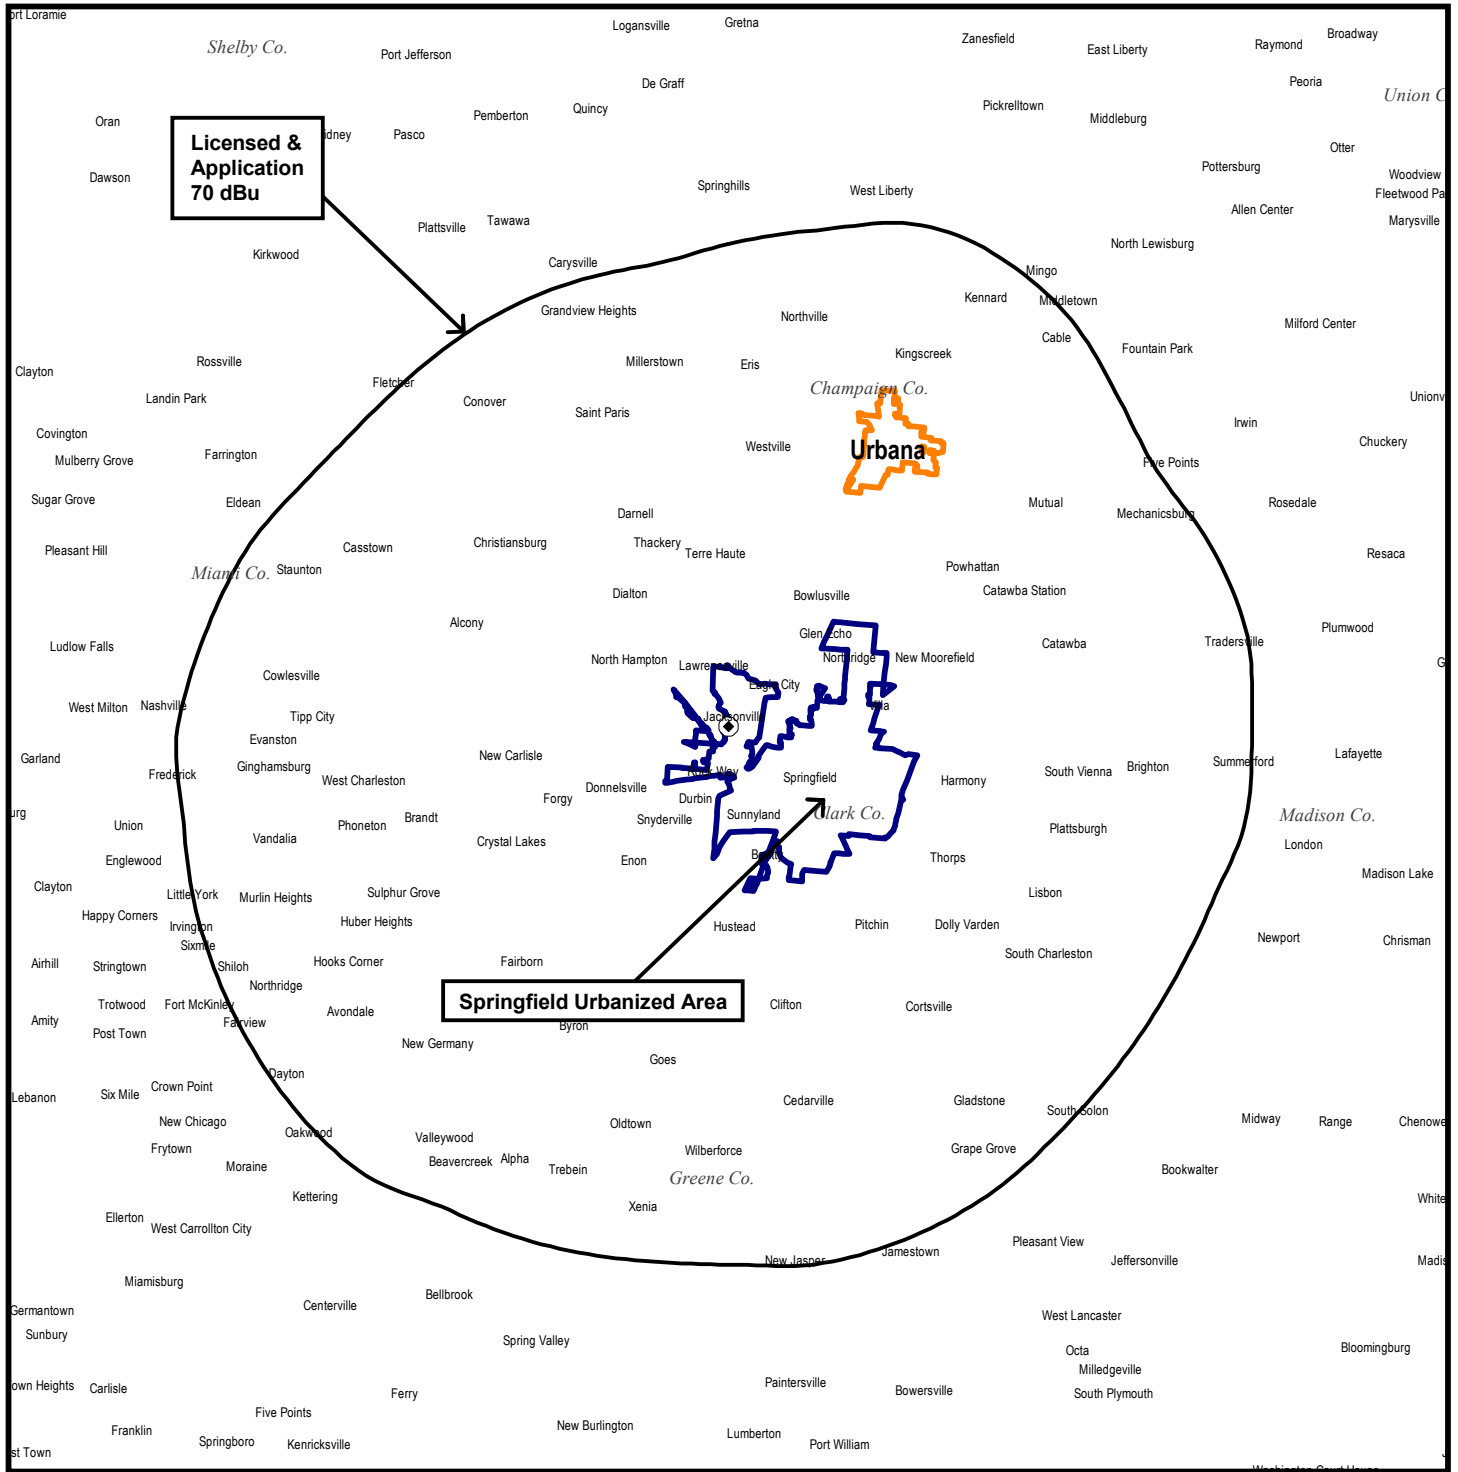 ort Loramie
Shelby Co.
Logansville
Gretna
Port Jefferson
Zanesfield
East Liberty
Raymond
Broadway
De Graff
Peoria
Union C
Pemberton
Quincy
Pickrelltown
Middleburg
Oran
Licensed &
Application
70 dBu
idney
Pasco
Otter
Dawson
Springhills
West Liberty
Pottersburg
Woodview
Fleetwood Pa
Allen Center
Marysville
Plattsville
Tawawa
North Lewisburg
Kirkwood
Carysville
Mingo
Grandview Heights
Northville
Kennard
Middletown
Milford Center
Cable
Fountain Park
Clayton
Rossville
Millerstown
Eris
Kingscreek
Fletcher
Champaign Co.
Landin Park
Conover
Saint Paris
Unionv
Covington
Irwin
Chuckery
Mulberry Grove
Farrington
Westville
Urbana
Five Points
Sugar Grove
Eldean
Darnell
Mutual
Mechanicsburg
Rosedale
Pleasant Hill
Casstown
Christiansburg
Thackery
Terre Haute
Resaca
Miami Co.
Staunton
Powhattan
Dialton
Bowlusville
Catawba Station
Alcony
Glen Echo
Plumwood
Ludlow Falls
Catawba
Tradersville
North Hampton
Lawrenceville
Northridge
New Moorefield
G
Cowlesville
Eagle City
West Milton
Nashville
Tipp City
Jacksonville
Villa
Evanston
Garland
Frederick
Ginghamsburg
West Charleston
New Carlisle
Rock Way
Springfield
Harmony
South Vienna
Brighton
Summerford
Lafayette
Donnelsville
Forgy
Durbin
urg
Union
Vandalia
Phoneton
Brandt
Snyderville
Sunnyland
Clark Co.
Plattsburgh
Madison Co.
Englewood
Crystal Lakes
Enon
Beatty
Thorps
London
Clayton
Little York
Murlin Heights
Sulphur Grove
Lisbon
Madison Lake
Happy Corners
Irvington
Huber Heights
Hustead
Pitchin
Dolly Varden
Sixmile
Newport
Chrisman
Airhill
Stringtown
Shiloh
Hooks Corner
Fairborn
South Charleston
Northridge
Springfield Urbanized Area
Trotwood
Fort McKinley
Avondale
Clifton
Cortsville
Amity
Post Town
Fairview
Byron
New Germany
Goes
Dayton
Lebanon
Six Mile
Crown Point
Cedarville
Gladstone
South Solon
New Chicago
Oakwood
Oldtown
Midway
Range
Chenowe
Frytown
Valleywood
Wilberforce
Grape Grove
Moraine
Beavercreek
Alpha
Trebein
Greene Co.
Bookwalter
Kettering
Xenia
White
Ellerton
West Carrollton City
Pleasant View
New Jasper
Jamestown
Jeffersonville
Madis
Miamisburg
Bellbrook
Germantown
Centerville
West Lancaster
Sunbury
Spring Valley
Octa
Bloomingburg
Milledgeville
own Heights
Carlisle
Ferry
Paintersville
Bowersville
South Plymouth
Five Points
Franklin
New Burlington
Lumberton
Springboro
Kenricksville
Port William
st Town
Washington Court House